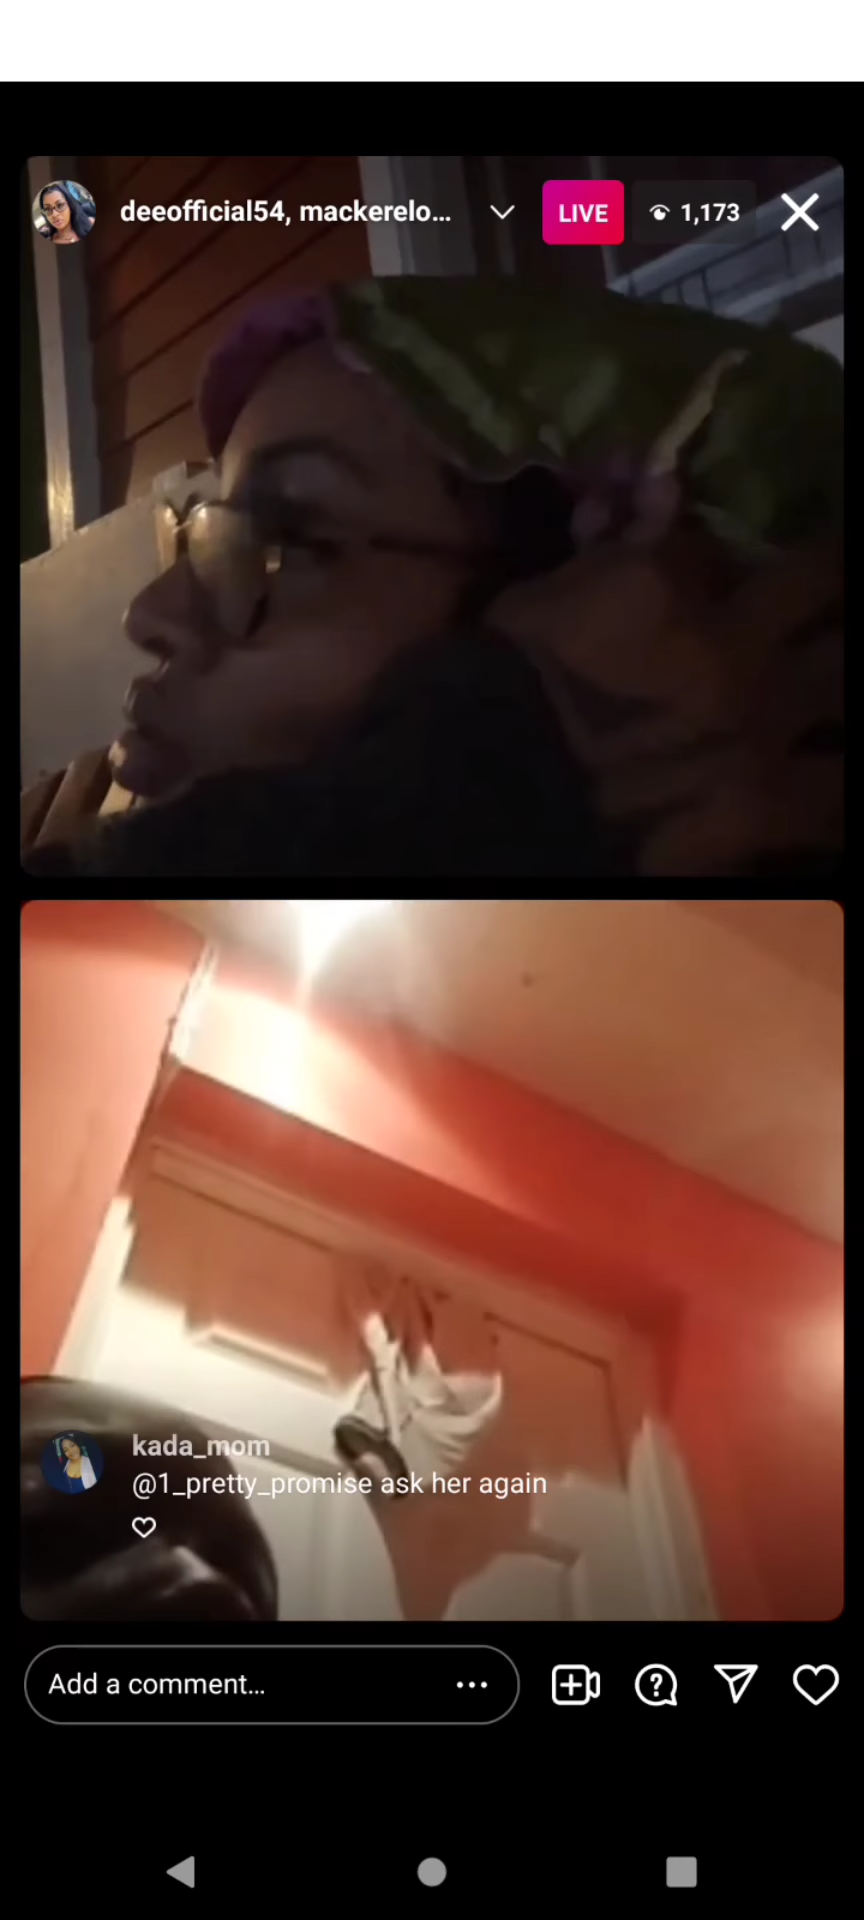 deeofficial54, mackerelo...
LIVE
1,173
kada_mom
@1_pretty_promise ask her again
Add a comment...